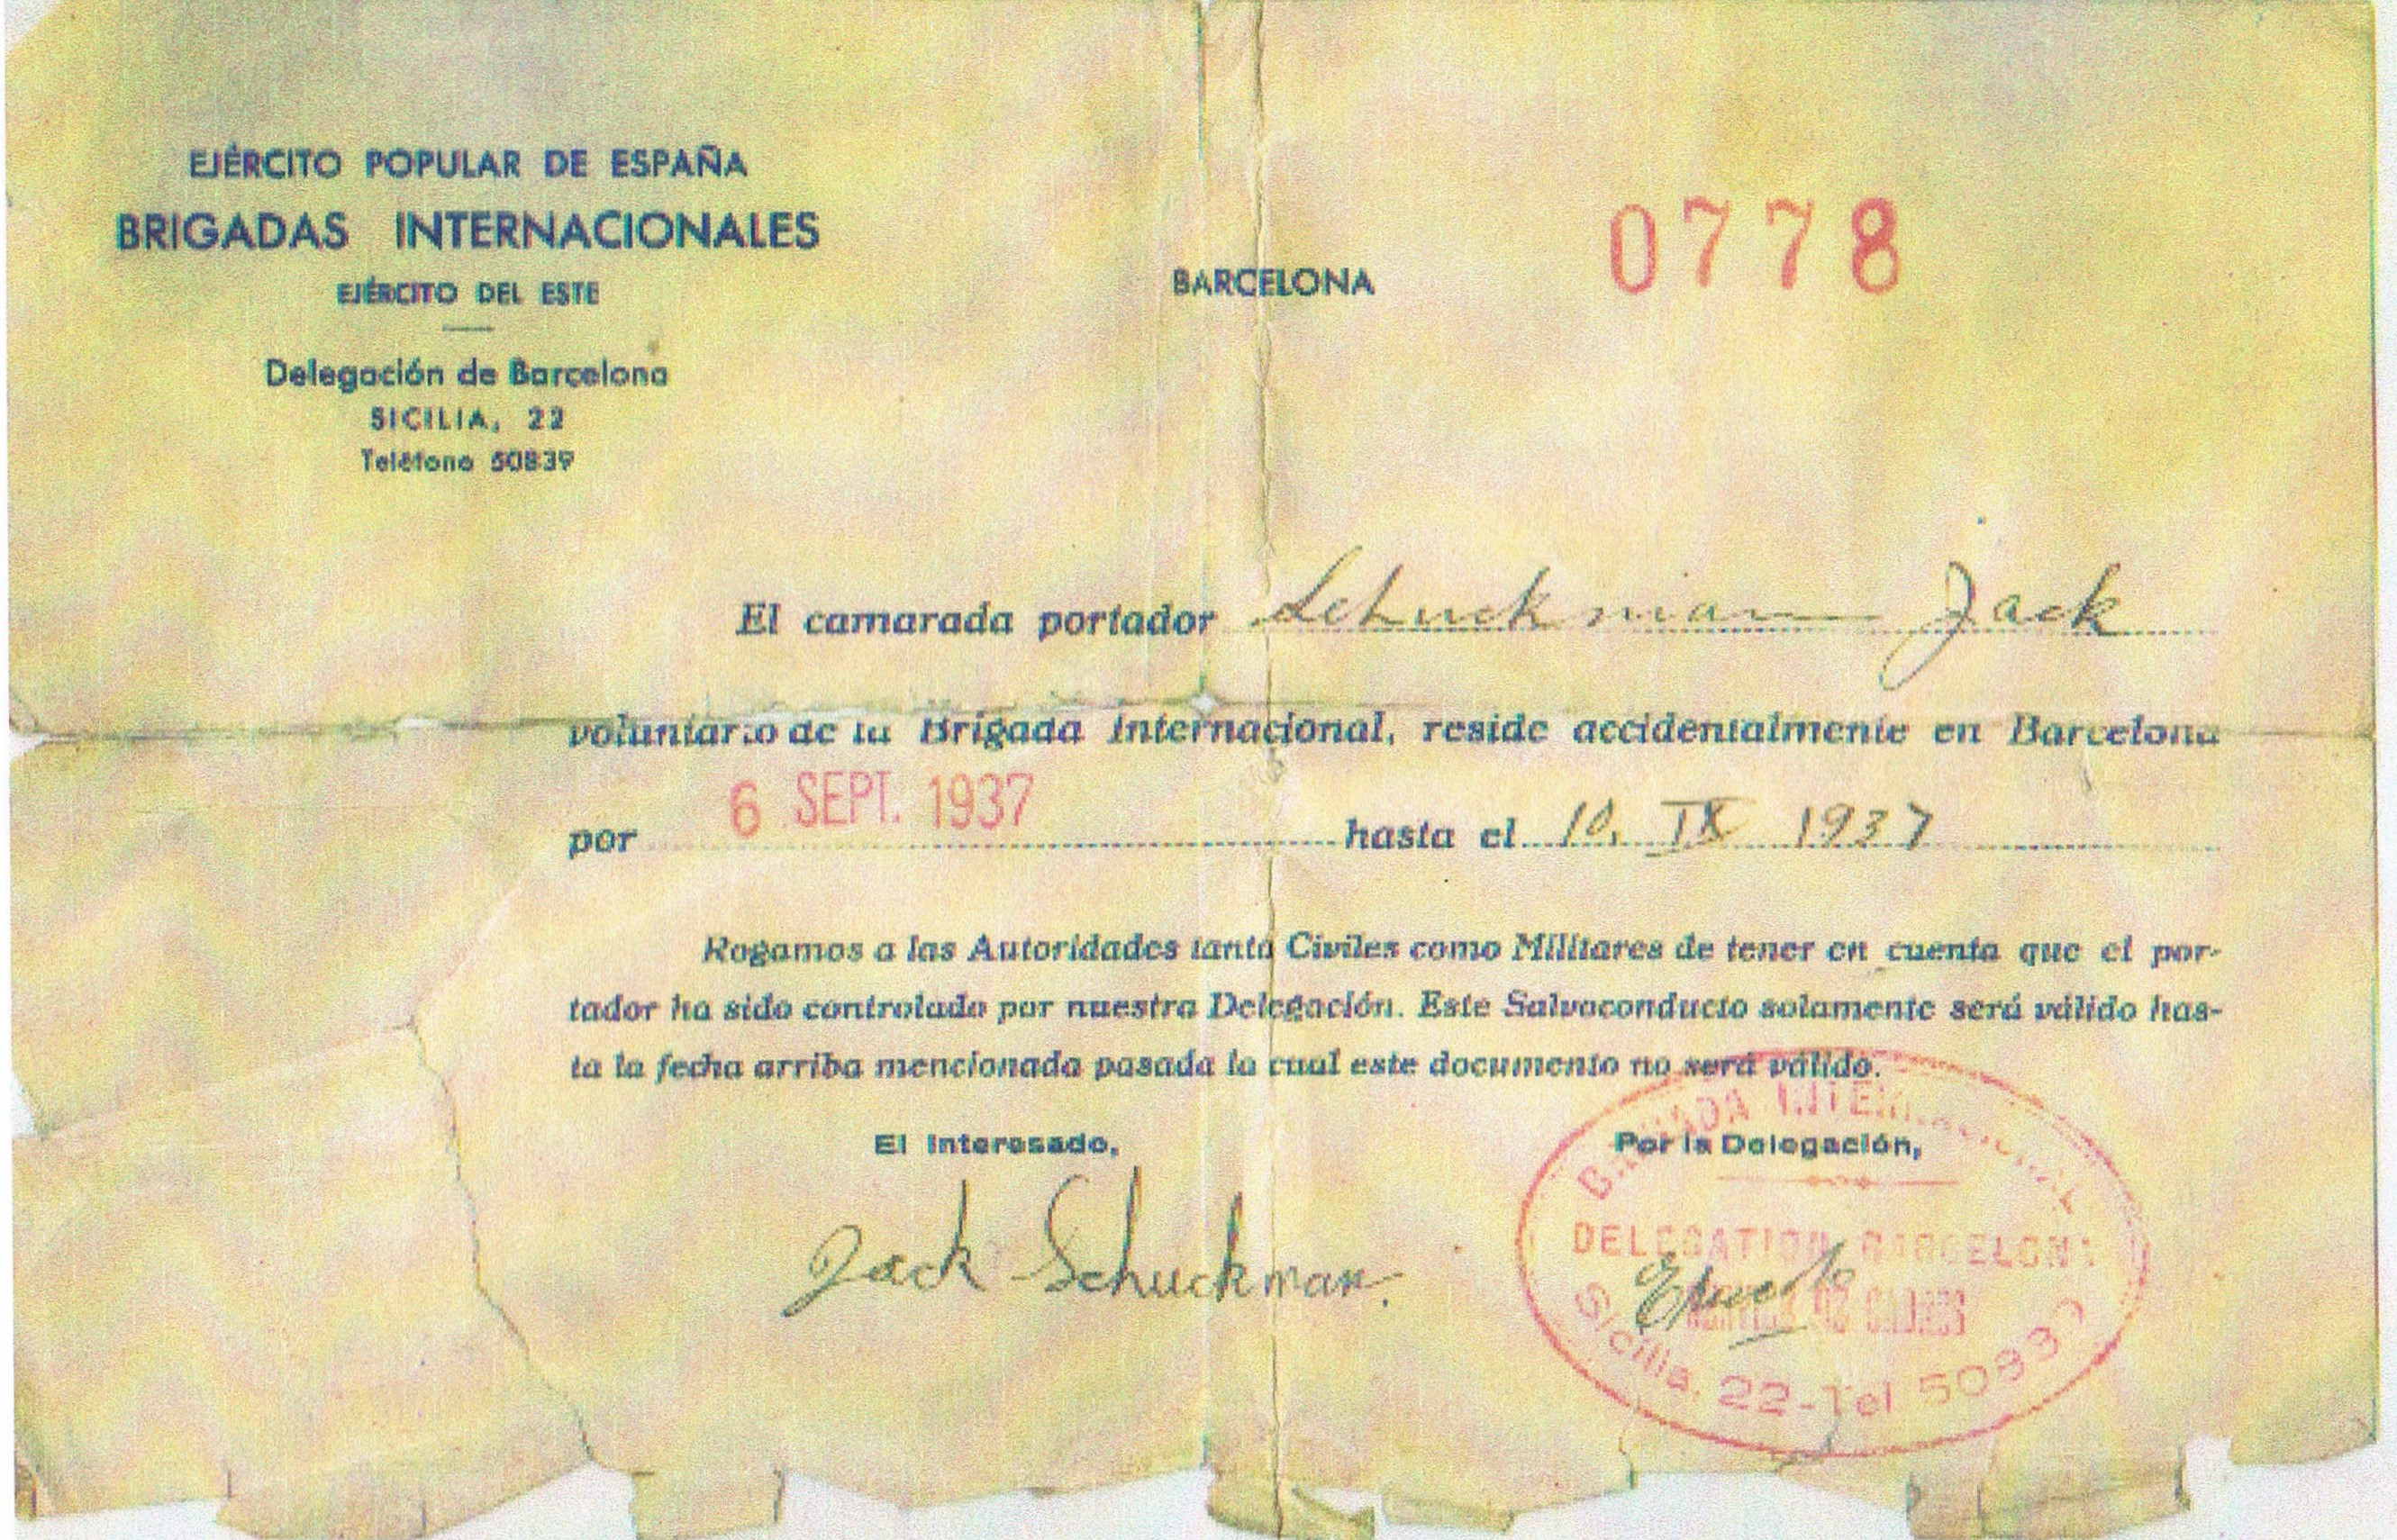 EJÉRCITO POPULAR DE ESPAÑA
BRIGADAS INTERNACIONALES
EJÉRCITO DEL ESTE
Delegación de Barcelona
SICILIA, 22
Teléfono 50839
BARCELONA
0778
El camarada portador Schuckman Jack
voluntario de la Brigada Internacional, reside accidentalmente en Barcelona
por 6 SEPT. 1937 hasta el 10. IX 1937
Rogamos a las Autoridades tanto Civiles como Militares de tener en cuenta que el por-
tador ha sido controlado por nuestra Delegación. Este Salvoconducto solamente será válido has-
ta la fecha arriba mencionada pasada la cual este documento no será válido.
El Interesado,
Jack Schuckman.
Por la Delegación,
BRIGADA INTERNACIONAL
DELEGATION BARCELONA
Sicilia, 22-Tel 50839